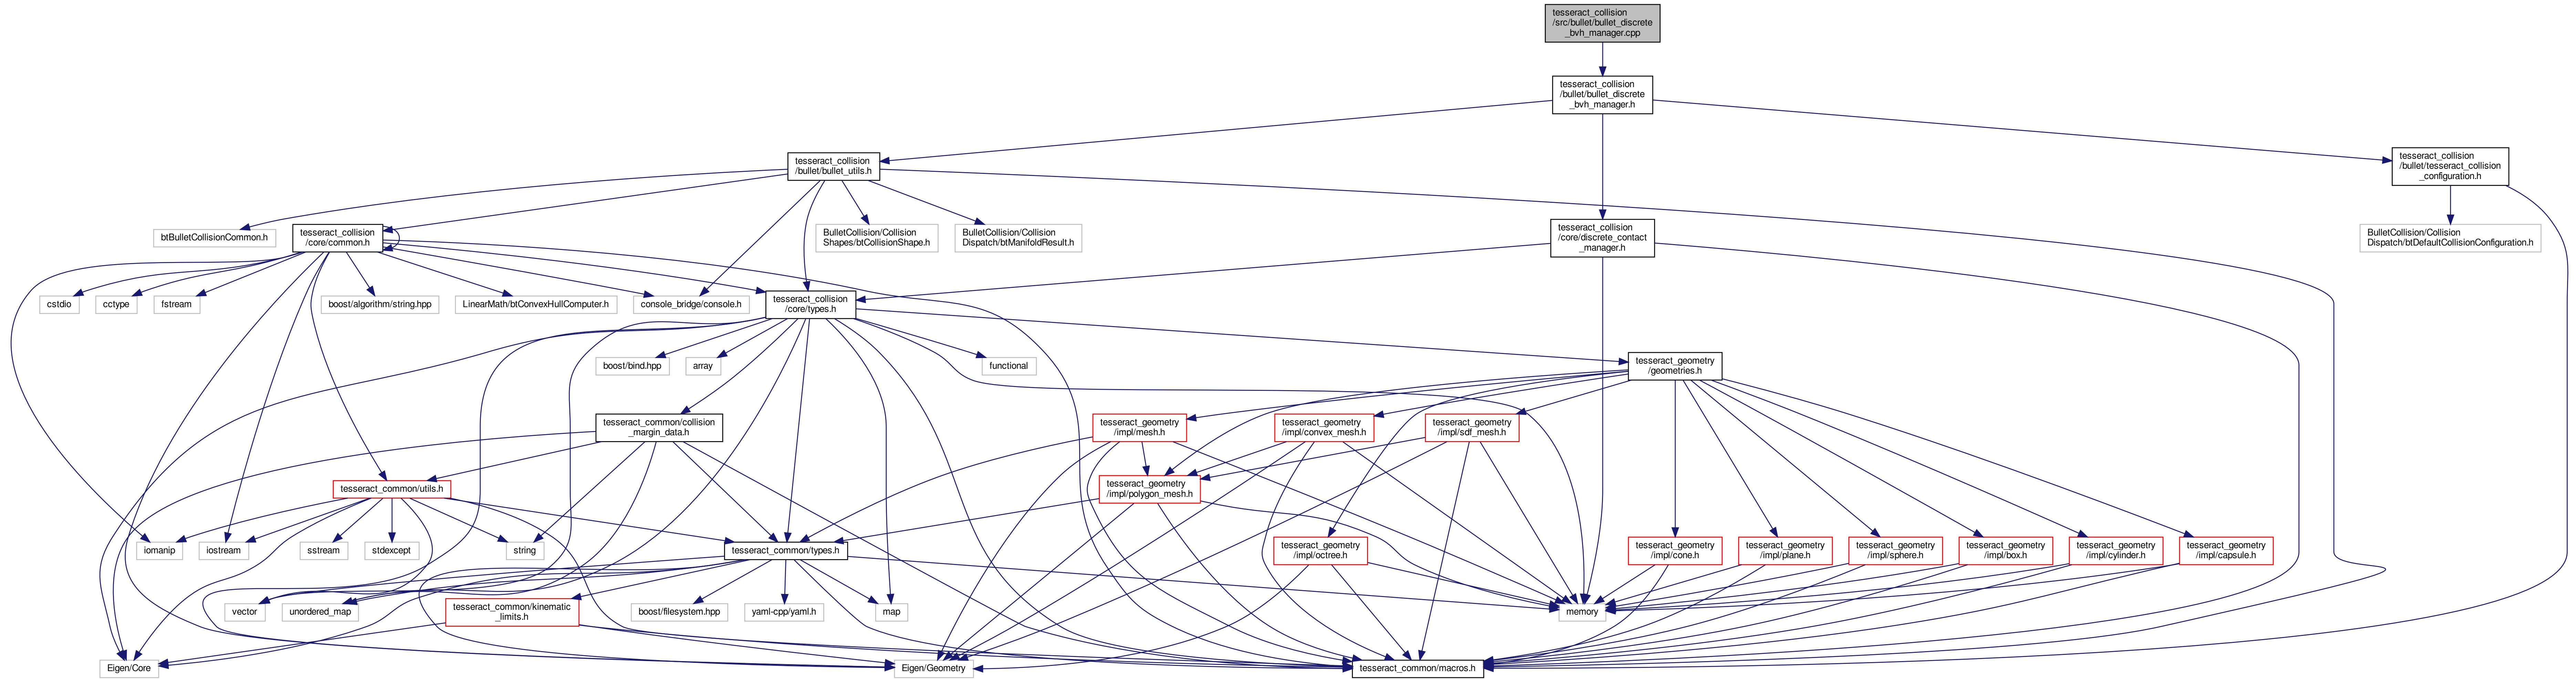 tesseract_collision
/src/bullet/bullet_discrete
_bvh_manager.cpp
tesseract_collision
/bullet/bullet_discrete
_bvh_manager.h
tesseract_collision
/bullet/bullet_utils.h
tesseract_collision
/bullet/tesseract_collision
_configuration.h
btBulletCollisionCommon.h
tesseract_collision
/core/common.h
BulletCollision/Collision
Shapes/btCollisionShape.h
BulletCollision/Collision
Dispatch/btManifoldResult.h
tesseract_collision
/core/discrete_contact
_manager.h
BulletCollision/Collision
Dispatch/btDefaultCollisionConfiguration.h
cstdio
cctype
fstream
boost/algorithm/string.hpp
LinearMath/btConvexHullComputer.h
console_bridge/console.h
tesseract_collision
/core/types.h
boost/bind.hpp
array
functional
tesseract_geometry
/geometries.h
tesseract_common/collision
_margin_data.h
tesseract_geometry
/impl/mesh.h
tesseract_geometry
/impl/convex_mesh.h
tesseract_geometry
/impl/sdf_mesh.h
tesseract_common/utils.h
tesseract_geometry
/impl/polygon_mesh.h
iomanip
iostream
sstream
stdexcept
string
tesseract_common/types.h
tesseract_geometry
/impl/octree.h
tesseract_geometry
/impl/cone.h
tesseract_geometry
/impl/plane.h
tesseract_geometry
/impl/sphere.h
tesseract_geometry
/impl/box.h
tesseract_geometry
/impl/cylinder.h
tesseract_geometry
/impl/capsule.h
vector
unordered_map
tesseract_common/kinematic
_limits.h
boost/filesystem.hpp
yaml-cpp/yaml.h
map
memory
Eigen/Core
Eigen/Geometry
tesseract_common/macros.h